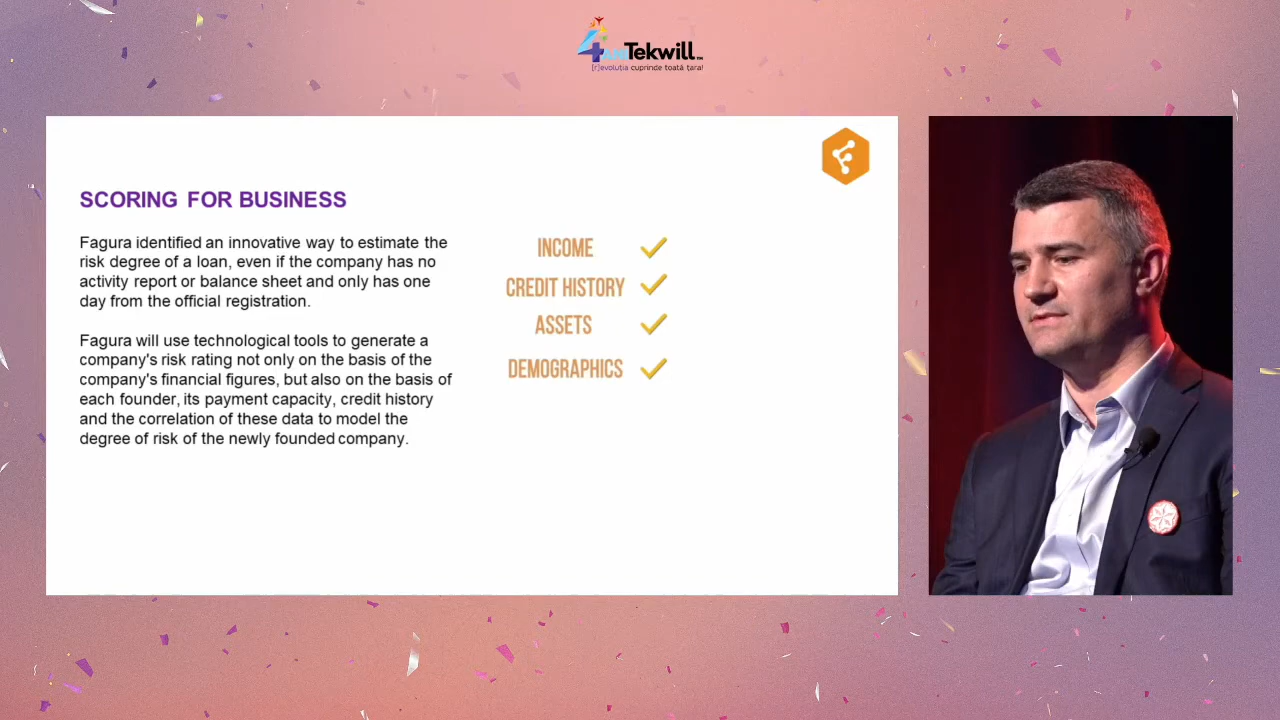 4 ANI Tekwill™
[r]evoluția cuprinde toată țara!
SCORING FOR BUSINESS
Fagura identified an innovative way to estimate the
risk degree of a loan, even if the company has no
activity report or balance sheet and only has one
day from the official registration.
Fagura will use technological tools to generate a
company's risk rating not only on the basis of the
company's financial figures, but also on the basis of
each founder, its payment capacity, credit history
and the correlation of these data to model the
degree of risk of the newly founded company.
INCOME
CREDIT HISTORY
ASSETS
DEMOGRAPHICS